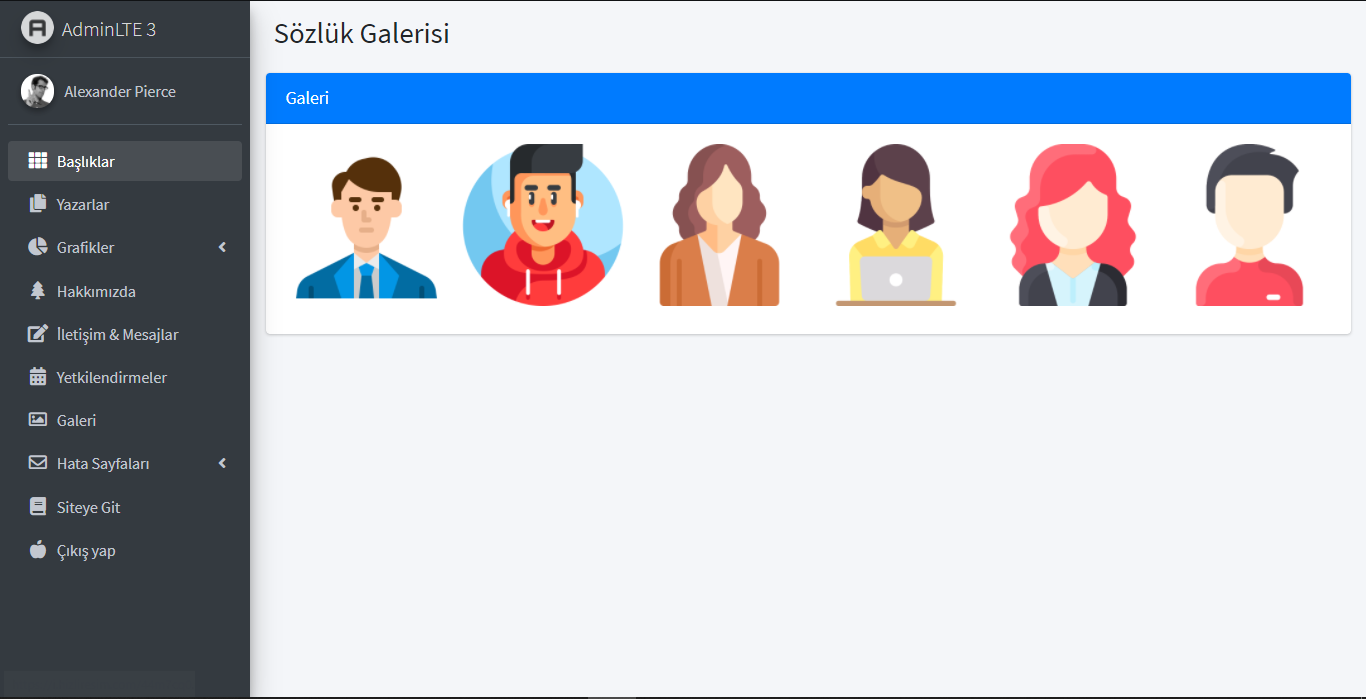 AdminLTE 3
Alexander Pierce
Başlıklar
Yazarlar
Grafikler
Hakkımızda
İletişim & Mesajlar
Yetkilendirmeler
Galeri
Hata Sayfaları
Siteye Git
Çıkış yap
Sözlük Galerisi
Galeri